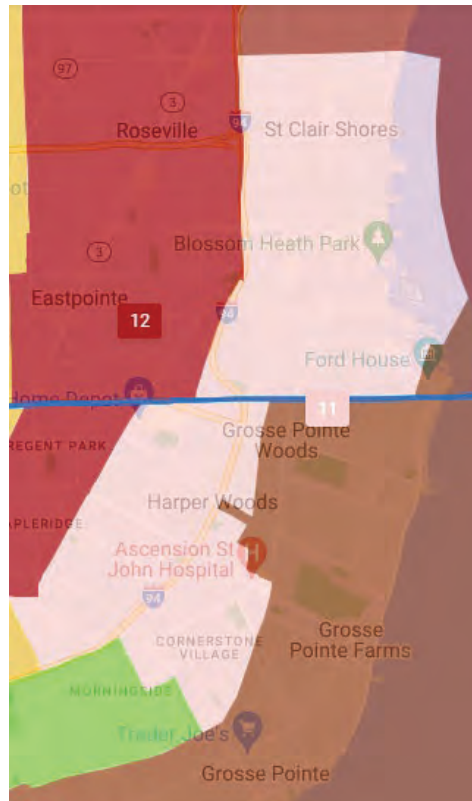 97
3
Roseville
94
St Clair Shores
3
Blossom Heath Park
Eastpointe
12
94
Ford House
Home Depot
11
REGENT PARK
Grosse Pointe
Woods
Harper Woods
APLERIDGE
Ascension St
John Hospital
H
94
CORNERSTONE
VILLAGE
Grosse
Pointe Farms
MORNINGSIDE
Trader Joe's
Grosse Pointe